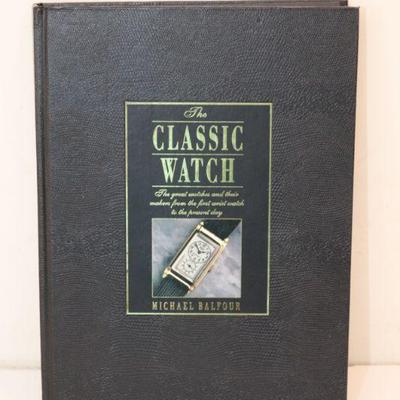 The
CLASSIC
WATCH
The great watches and their
makers from the first wrist watch
to the present day
MICHAEL BALFOUR